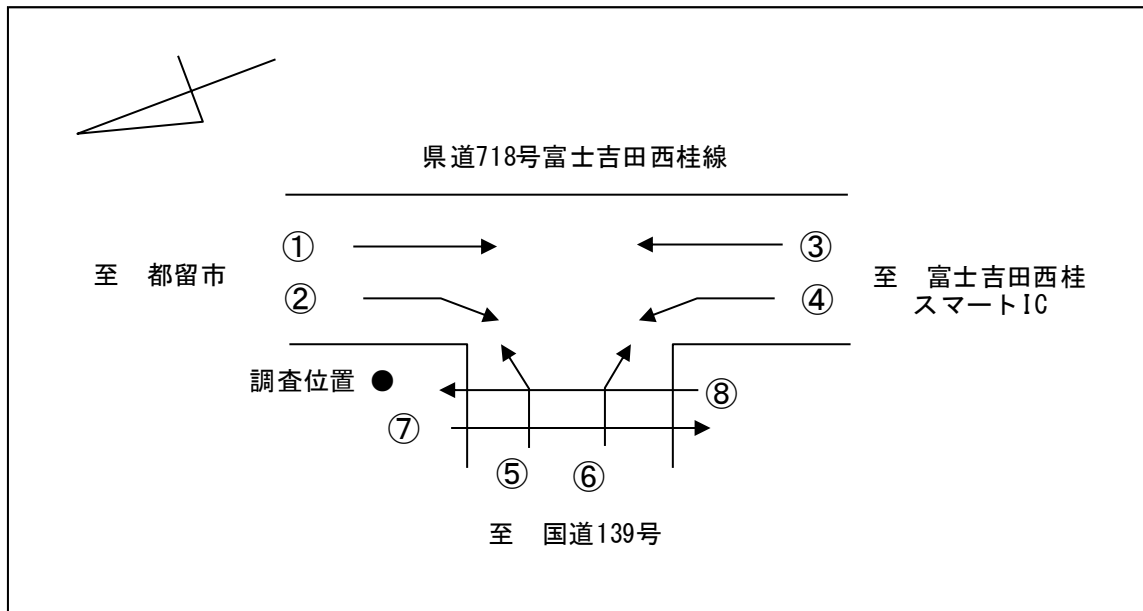 県道718号富士吉田西桂線
①
③
至 都留市
至 富士吉田西桂
スマートIC
②
④
調査位置
⑧
⑦
⑤
⑥
至 国道139号